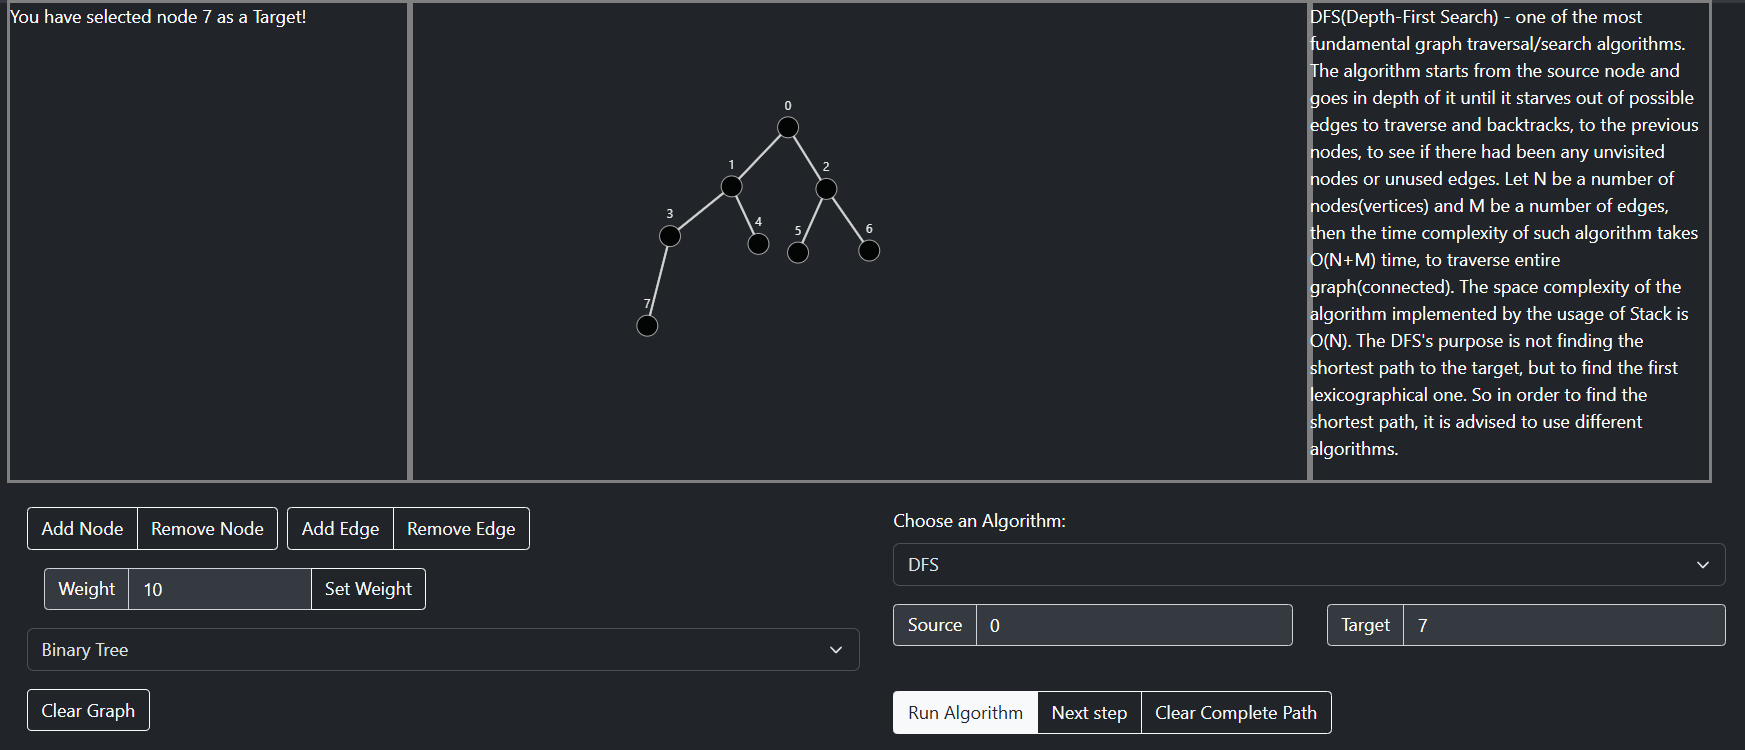 You have selected node 7 as a Target!
0
1
2
3
4
5
6
7
DFS(Depth-First Search) - one of the most
fundamental graph traversal/search algorithms.
The algorithm starts from the source node and
goes in depth of it until it starves out of possible
edges to traverse and backtracks, to the previous
nodes, to see if there had been any unvisited
nodes or unused edges. Let N be a number of
nodes(vertices) and M be a number of edges,
then the time complexity of such algorithm takes
O(N+M) time, to traverse entire
graph(connected). The space complexity of the
algorithm implemented by the usage of Stack is
O(N). The DFS's purpose is not finding the
shortest path to the target, but to find the first
lexicographical one. So in order to find the
shortest path, it is advised to use different
algorithms.
Add Node Remove Node Add Edge Remove Edge
Weight 10 Set Weight
Binary Tree
Clear Graph
Choose an Algorithm:
DFS
Source 0 Target 7
Run Algorithm Next step Clear Complete Path